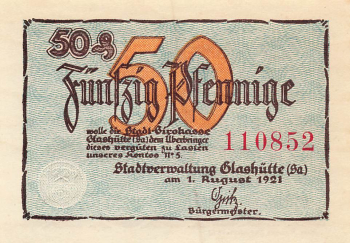 50 ₰
50
Fünfzig Pfennige
wolle die Stadt-Girokasse
Glashütte (Sa) dem Überbringer
dieses vergüten zu Lasten
unseres Kontos Nº 5.
110852
Stadtverwaltung Glashütte (Sa)
am 1. August 1921
Bürgermeister.